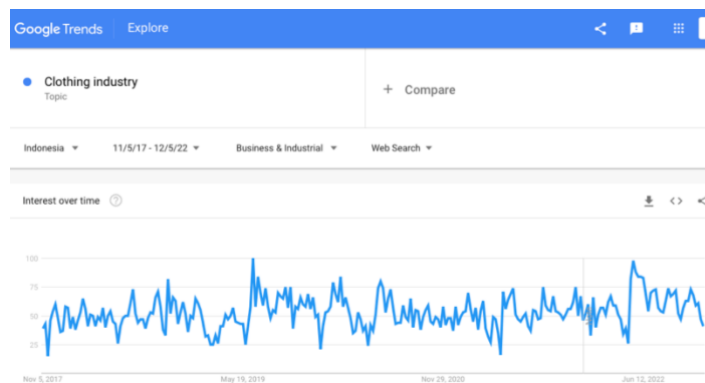 Google Trends Explore
Clothing industry
Topic
+ Compare
Indonesia 11/5/17 - 12/5/22 Business & Industrial Web Search
Interest over time
100
75
50
25
Nov 5, 2017 May 19, 2019 Nov 29, 2020 Jun 12, 2022